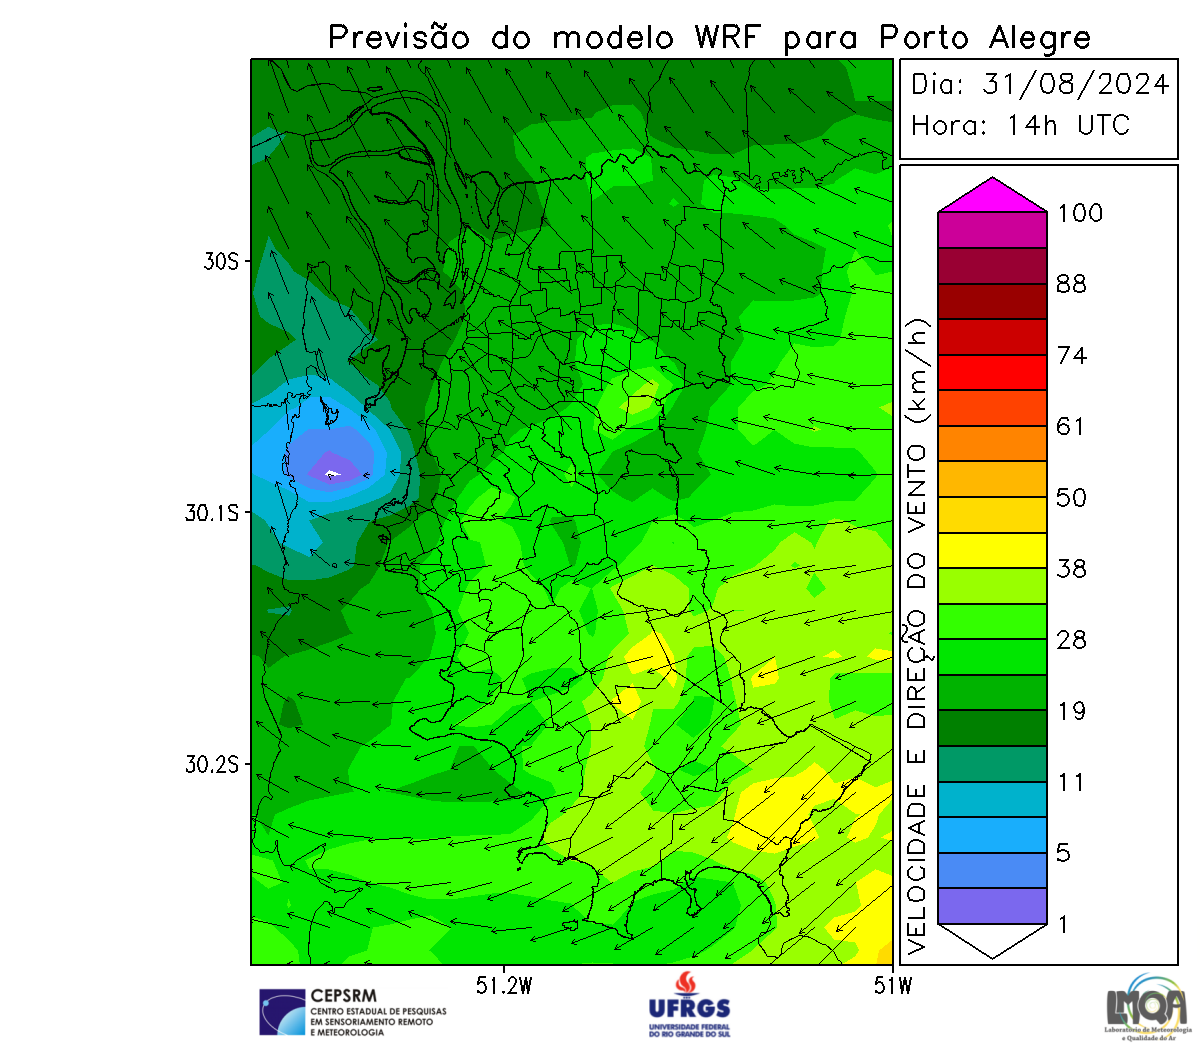 Previsão do modelo WRF para Porto Alegre
Dia: 31/08/2024
Hora: 14h UTC
30S
30.1S
30.2S
51.2W
51W
VELOCIDADE E DIREÇÃO DO VENTO (km/h)
100
88
74
61
50
38
28
19
11
5
1
CEPSRM
CENTRO ESTADUAL DE PESQUISAS
EM SENSORIAMENTO REMOTO
E METEOROLOGIA
UFRGS
UNIVERSIDADE FEDERAL
DO RIO GRANDE DO SUL
LMQA
Laboratório de Meteorologia
e Qualidade do Ar